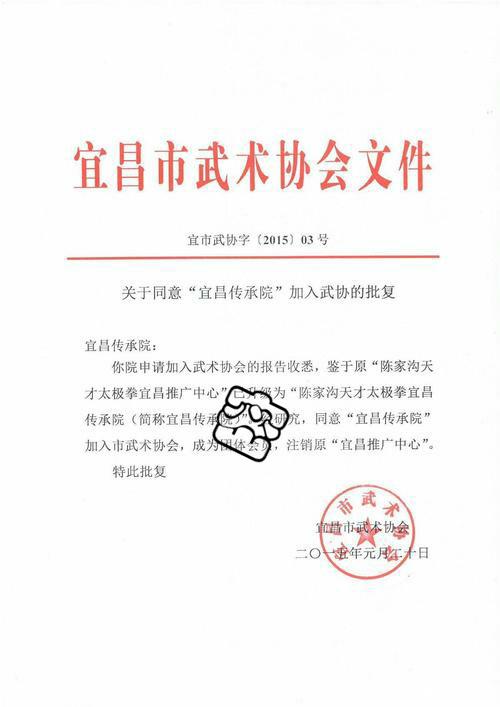 宜昌市武术协会文件
宜市武协字〔2015〕03号
关于同意“宜昌传承院”加入武协的批复
宜昌传承院：
你院申请加入武术协会的报告收悉，鉴于原“陈家沟天
才太极拳宜昌推广中心”已升级为“陈家沟天才太极拳宜昌
传承院（简称宜昌传承院）”研究，同意“宜昌传承院”
加入市武术协会，成为团体会员，注销原“宜昌推广中心”。
特此批复
宜昌市武术协会
二〇一五年元月二十日
宜昌市武术协会